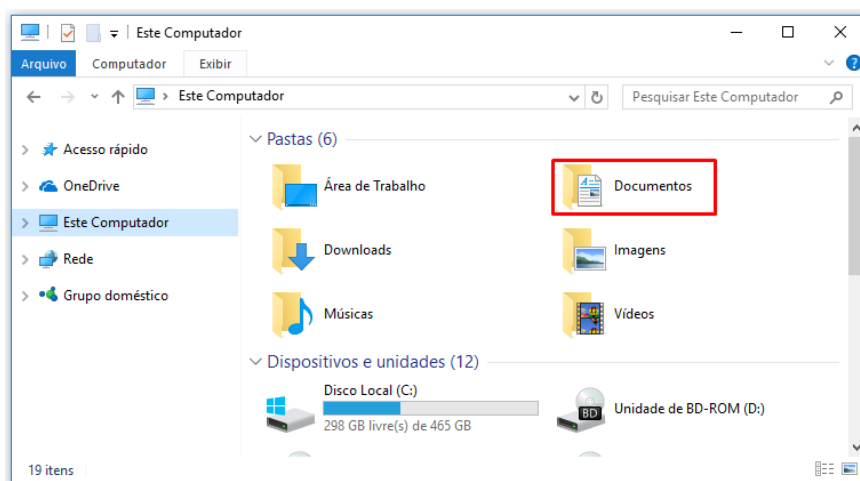 Este Computador
Arquivo Computador Exibir
Este Computador Pesquisar Este Computador
Acesso rápido
OneDrive
Este Computador
Rede
Grupo doméstico
Pastas (6)
Área de Trabalho Documentos
Downloads Imagens
Músicas Vídeos
Dispositivos e unidades (12)
Disco Local (C:)
298 GB livre(s) de 465 GB
BD Unidade de BD-ROM (D:)
19 itens